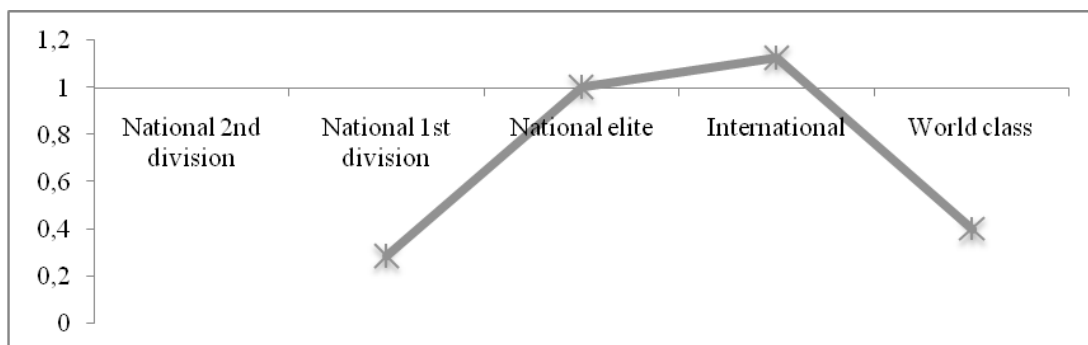 1,2
1
0,8
0,6
0,4
0,2
0
National 2nd
division
National 1st
division
National elite
International
World class